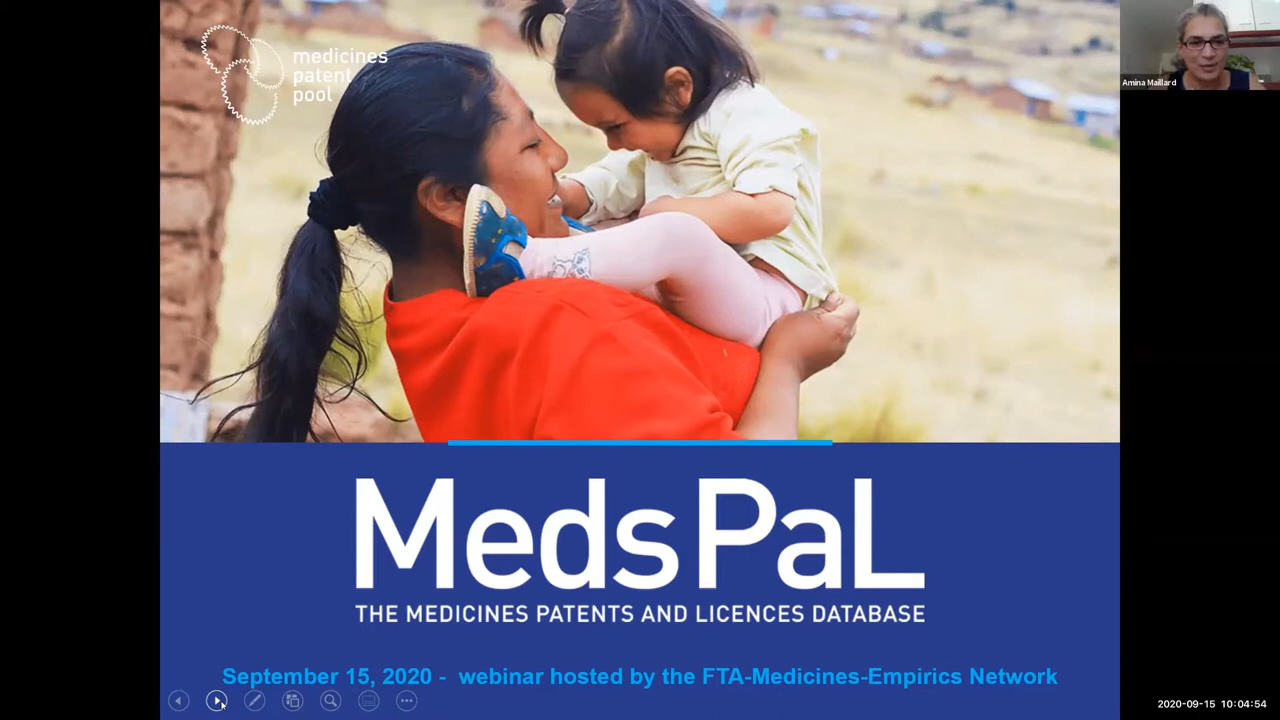 medicines
patent
pool
Amina Maillard
MedsPaL
THE MEDICINES PATENTS AND LICENCES DATABASE
September 15, 2020 - webinar hosted by the FTA-Medicines-Empirics Network
2020-09-15 10:04:54